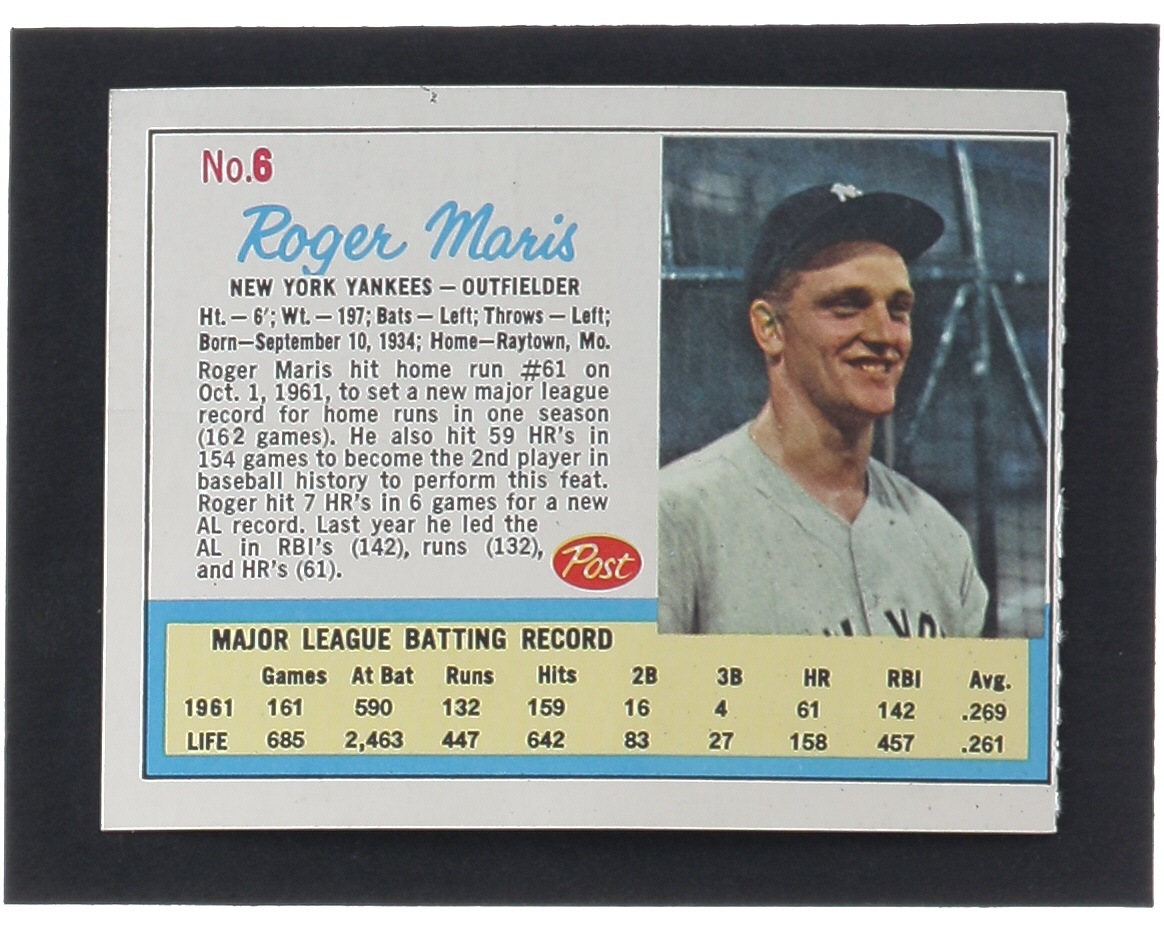 No.6
Roger Maris
NEW YORK YANKEES — OUTFIELDER
Ht. — 6'; Wt. — 197; Bats — Left; Throws — Left;
Born—September 10, 1934; Home—Raytown, Mo.
Roger Maris hit home run #61 on
Oct. 1, 1961, to set a new major league
record for home runs in one season
(162 games). He also hit 59 HR's in
154 games to become the 2nd player in
baseball history to perform this feat.
Roger hit 7 HR's in 6 games for a new
AL record. Last year he led the
AL in RBI's (142), runs (132),
and HR's (61).
Post
MAJOR LEAGUE BATTING RECORD
Games At Bat Runs Hits 2B 3B HR RBI Avg.
1961 161 590 132 159 16 4 61 142 .269
LIFE 685 2,463 447 642 83 27 158 457 .261